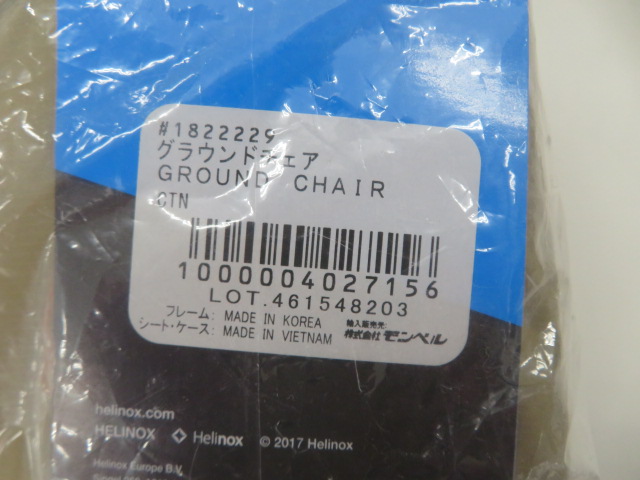 #1822229
グラウンドチェア
GROUND CHAIR
CTN
1000004027156
LOT.461548203
フレーム: MADE IN KOREA
シート・ケース: MADE IN VIETNAM
輸入販売元:
株式会社 モンベル
helinox.com
HELINOX Helinox © 2017 Helinox
Helinox Europe B.V.